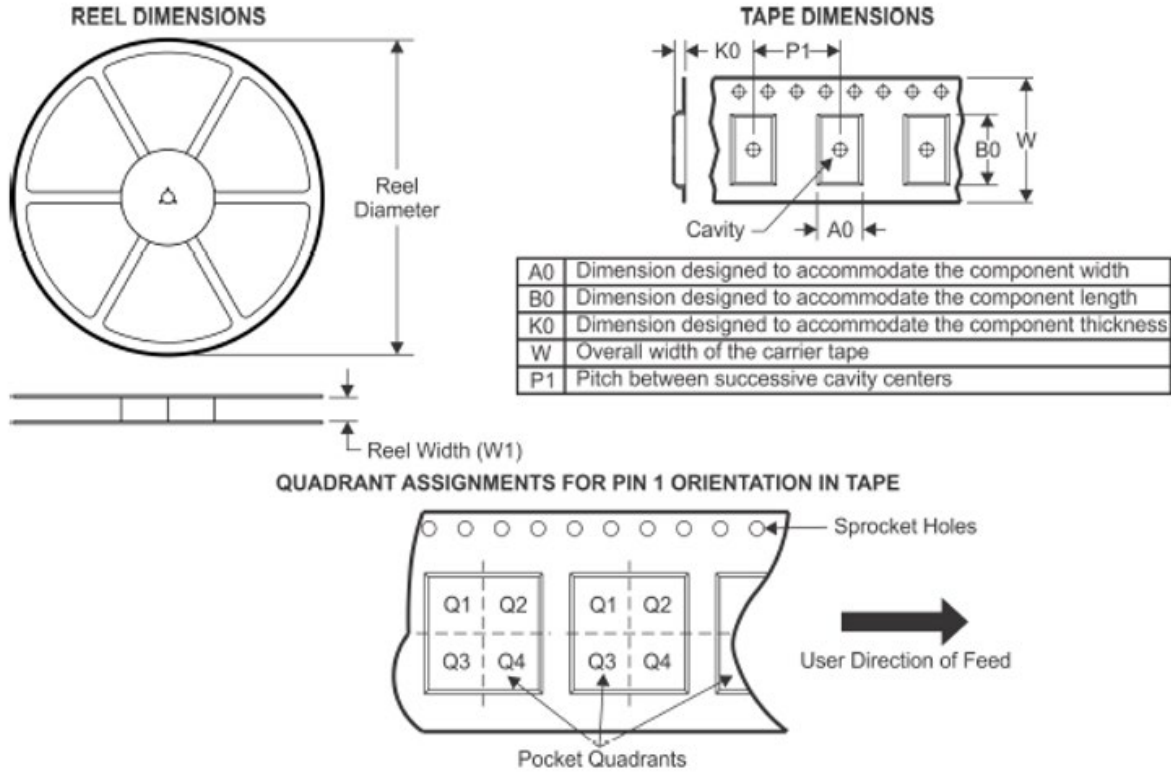 REEL DIMENSIONS
Reel
Diameter
Reel Width (W1)
TAPE DIMENSIONS
K0
P1
B0
W
Cavity
A0
A0 Dimension designed to accommodate the component width
B0 Dimension designed to accommodate the component length
K0 Dimension designed to accommodate the component thickness
W Overall width of the carrier tape
P1 Pitch between successive cavity centers
QUADRANT ASSIGNMENTS FOR PIN 1 ORIENTATION IN TAPE
Sprocket Holes
Q1 Q2 Q1 Q2
Q3 Q4 Q3 Q4
User Direction of Feed
Pocket Quadrants